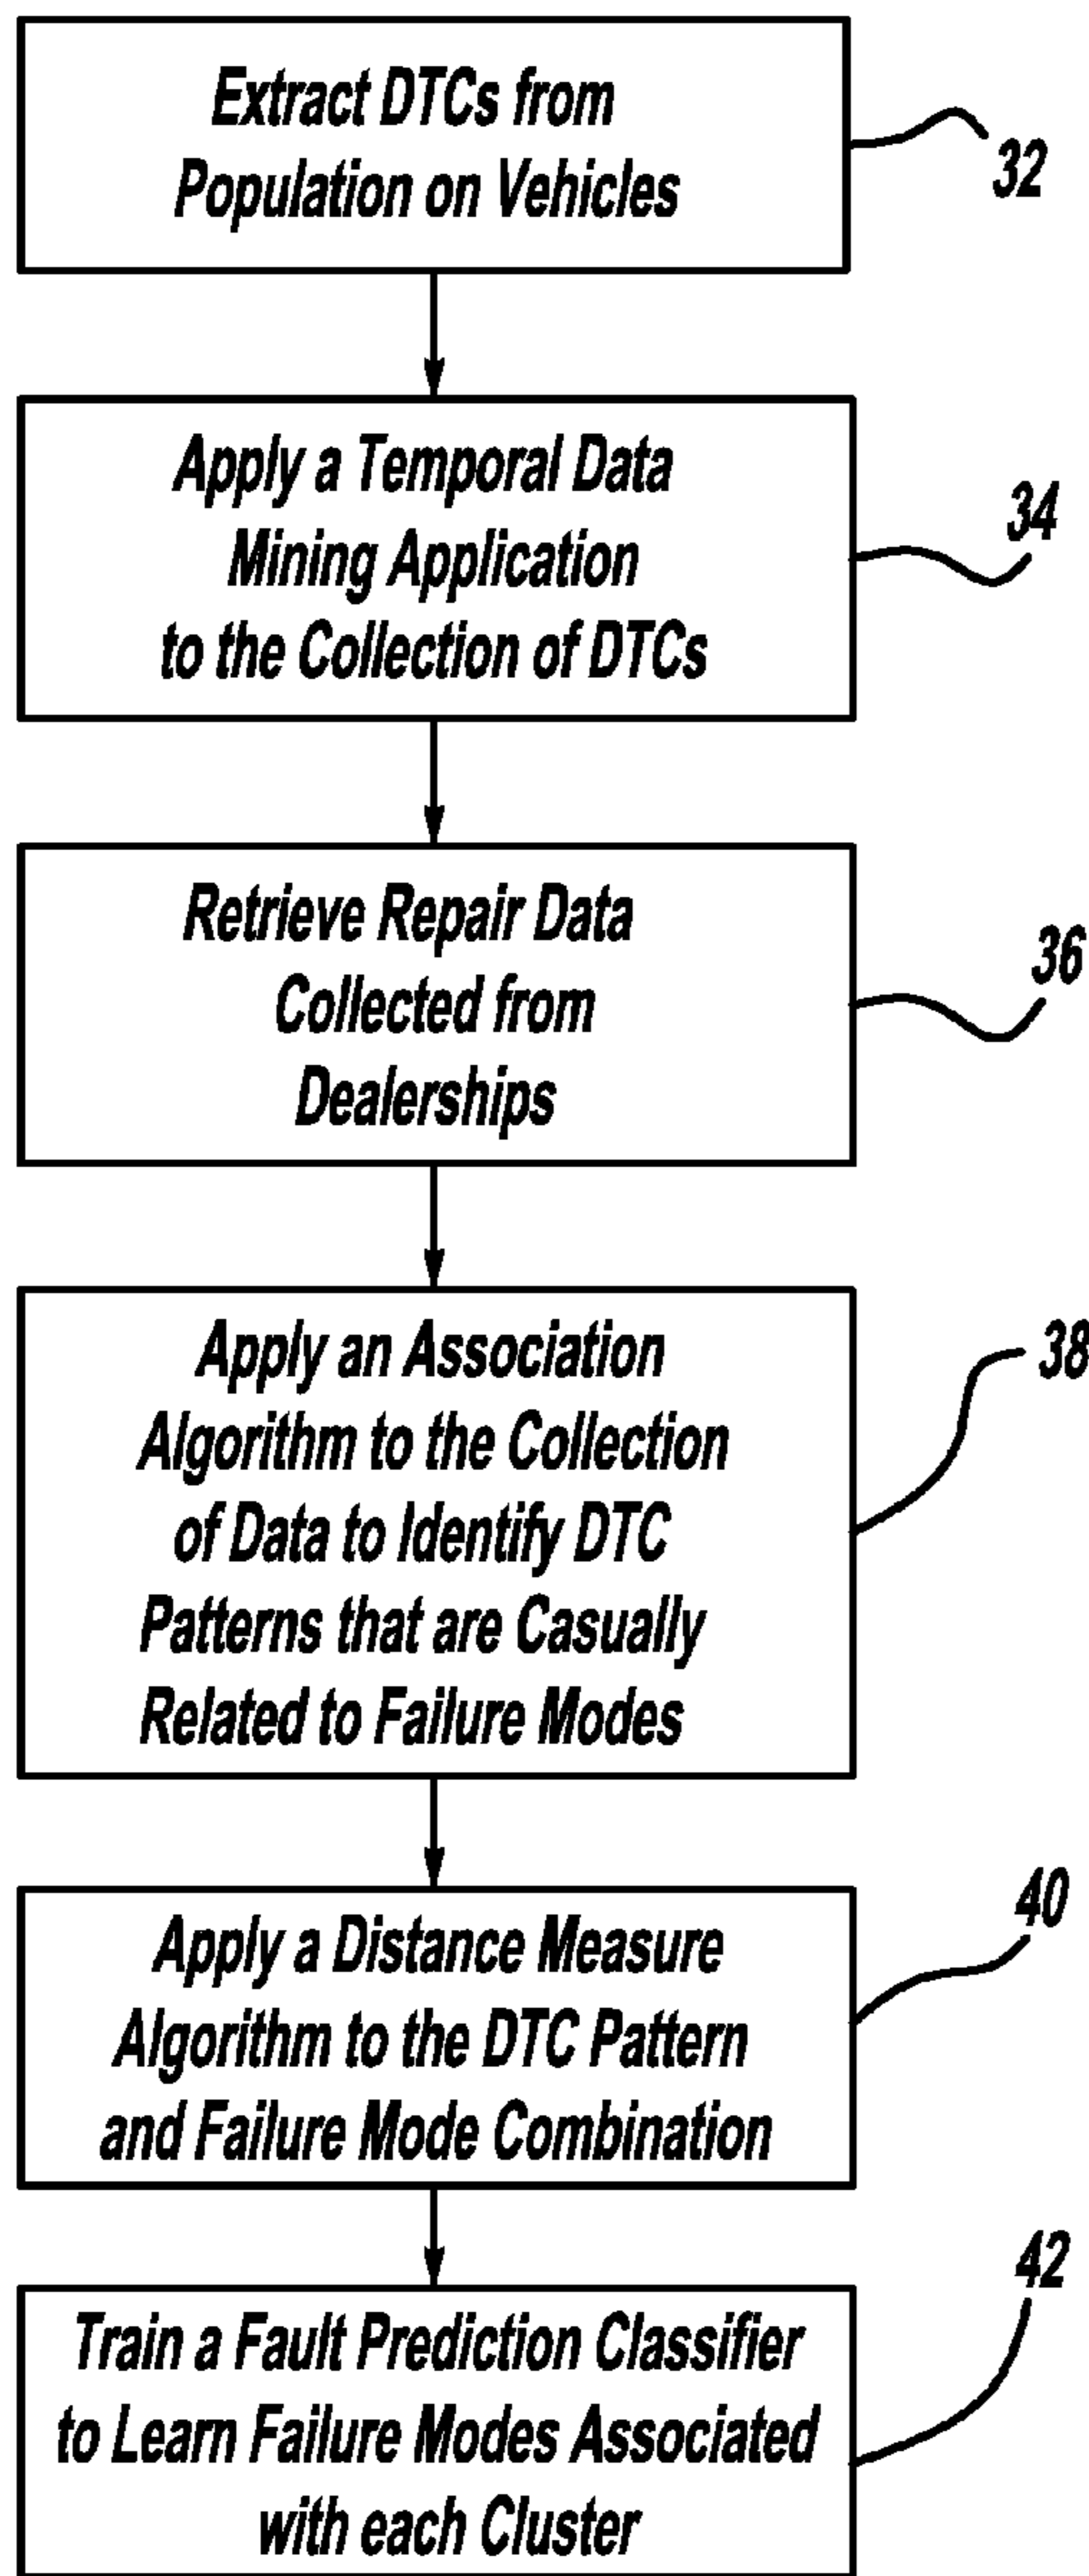 Extract DTCs from
Population on Vehicles
32
Apply a Temporal Data
Mining Application
to the Collection of DTCs
34
Retrieve Repair Data
Collected from
Dealerships
36
Apply an Association
Algorithm to the Collection
of Data to Identify DTC
Patterns that are Casually
Related to Failure Modes
38
Apply a Distance Measure
Algorithm to the DTC Pattern
and Failure Mode Combination
40
Train a Fault Prediction Classifier
to Learn Failure Modes Associated
with each Cluster
42